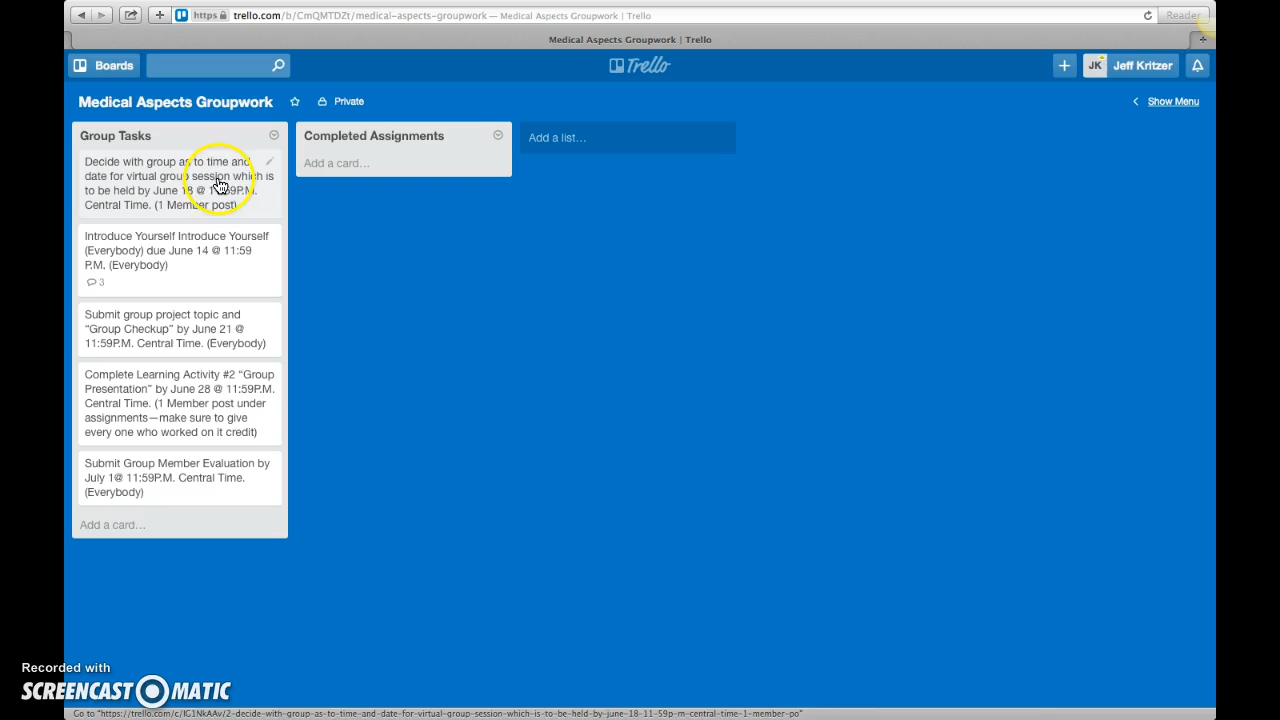 https trello.com/b/CmQMTDZt/medical-aspects-groupwork — Medical Aspects Groupwork | Trello
Reader
Medical Aspects Groupwork | Trello
Boards
Trello
JK Jeff Kritzer
Medical Aspects Groupwork
Private
Show Menu
Group Tasks
Decide with group as to time and
date for virtual group session which is
to be held by June 18 @ 11:59P.M.
Central Time. (1 Member post)
Introduce Yourself Introduce Yourself
(Everybody) due June 14 @ 11:59
P.M. (Everybody)
3
Submit group project topic and
“Group Checkup” by June 21 @
11:59P.M. Central Time. (Everybody)
Complete Learning Activity #2 “Group
Presentation” by June 28 @ 11:59P.M.
Central Time. (1 Member post under
assignments—make sure to give
every one who worked on it credit)
Submit Group Member Evaluation by
July 1@ 11:59P.M. Central Time.
(Everybody)
Add a card…
Completed Assignments
Add a card…
Add a list…
Recorded with
SCREENCAST-O-MATIC
Go to "https://trello.com/c/IG1NkAAv/2-decide-with-group-as-to-time-and-date-for-virtual-group-session-which-is-to-be-held-by-june-18-11-59p-m-central-time-1-member-po"